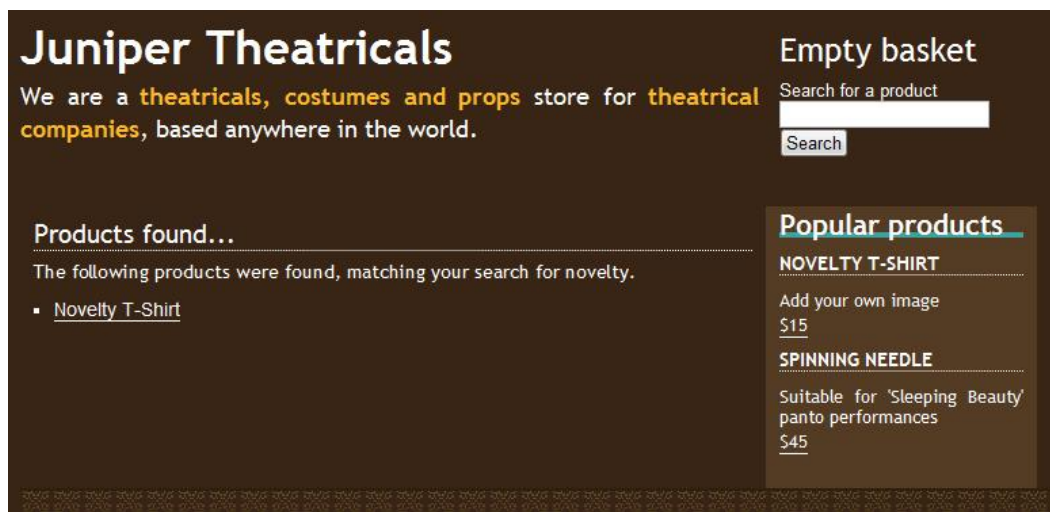 Juniper Theatricals
We are a theatricals, costumes and props store for theatrical
companies, based anywhere in the world.
Empty basket
Search for a product
Search
Products found...
The following products were found, matching your search for novelty.
Novelty T-Shirt
Popular products
NOVELTY T-SHIRT
Add your own image
$15
SPINNING NEEDLE
Suitable for 'Sleeping Beauty'
panto performances
$45